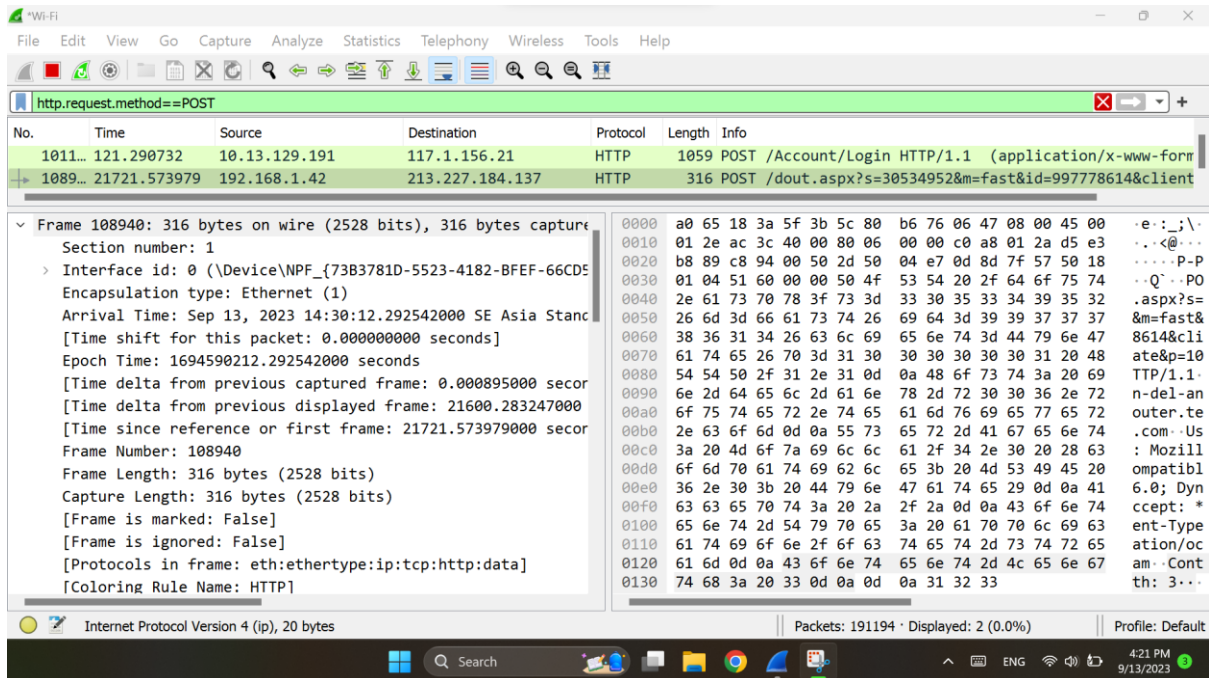 *Wi-Fi
File Edit View Go Capture Analyze Statistics Telephony Wireless Tools Help
http.request.method==POST
No. Time Source Destination Protocol Length Info
1011… 121.290732 10.13.129.191 117.1.156.21 HTTP 1059 POST /Account/Login HTTP/1.1 (application/x-www-form
1089… 21721.573979 192.168.1.42 213.227.184.137 HTTP 316 POST /dout.aspx?s=30534952&m=fast&id=997778614&client
Frame 108940: 316 bytes on wire (2528 bits), 316 bytes capture
Section number: 1
Interface id: 0 (\Device\NPF_{73B3781D-5523-4182-BFEF-66CD5
Encapsulation type: Ethernet (1)
Arrival Time: Sep 13, 2023 14:30:12.292542000 SE Asia Stanc
[Time shift for this packet: 0.000000000 seconds]
Epoch Time: 1694590212.292542000 seconds
[Time delta from previous captured frame: 0.000895000 secor
[Time delta from previous displayed frame: 21600.283247000
[Time since reference or first frame: 21721.573979000 secor
Frame Number: 108940
Frame Length: 316 bytes (2528 bits)
Capture Length: 316 bytes (2528 bits)
[Frame is marked: False]
[Frame is ignored: False]
[Protocols in frame: eth:ethertype:ip:tcp:http:data]
[Coloring Rule Name: HTTP]
0000 a0 65 18 3a 5f 3b 5c 80 b6 76 06 47 08 00 45 00 ·e·:_;\·
0010 01 2e ac 3c 40 00 80 06 00 00 c0 a8 01 2a d5 e3 ·.·<@···
0020 b8 89 c8 94 00 50 2d 50 04 e7 0d 8d 7f 57 50 18 ·····P-P
0030 01 04 51 60 00 00 50 4f 53 54 20 2f 64 6f 75 74 ··Q`··PO
0040 2e 61 73 70 78 3f 73 3d 33 30 35 33 34 39 35 32 .aspx?s=
0050 26 6d 3d 66 61 73 74 26 69 64 3d 39 39 37 37 37 &m=fast&
0060 38 36 31 34 26 63 6c 69 65 6e 74 3d 44 79 6e 47 8614&cli
0070 61 74 65 26 70 3d 31 30 30 30 30 30 30 31 20 48 ate&p=10
0080 54 54 50 2f 31 2e 31 0d 0a 48 6f 73 74 3a 20 69 TTP/1.1·
0090 6e 2d 64 65 6c 2d 61 6e 78 2d 72 30 30 36 2e 72 n-del-an
00a0 6f 75 74 65 72 2e 74 65 61 6d 76 69 65 77 65 72 outer.te
00b0 2e 63 6f 6d 0d 0a 55 73 65 72 2d 41 67 65 6e 74 .com··Us
00c0 3a 20 4d 6f 7a 69 6c 6c 61 2f 34 2e 30 20 28 63 : Mozill
00d0 6f 6d 70 61 74 69 62 6c 65 3b 20 4d 53 49 45 20 ompatibl
00e0 36 2e 30 3b 20 44 79 6e 47 61 74 65 29 0d 0a 41 6.0; Dyn
00f0 63 63 65 70 74 3a 20 2a 2f 2a 0d 0a 43 6f 6e 74 ccept: *
0100 65 6e 74 2d 54 79 70 65 3a 20 61 70 70 6c 69 63 ent-Type
0110 61 74 69 6f 6e 2f 6f 63 74 65 74 2d 73 74 72 65 ation/oc
0120 61 6d 0d 0a 43 6f 6e 74 65 6e 74 2d 4c 65 6e 67 am··Cont
0130 74 68 3a 20 33 0d 0a 0d 0a 31 32 33 th: 3···
Internet Protocol Version 4 (ip), 20 bytes Packets: 191194 · Displayed: 2 (0.0%) Profile: Default
Search ENG 4:21 PM 3
9/13/2023